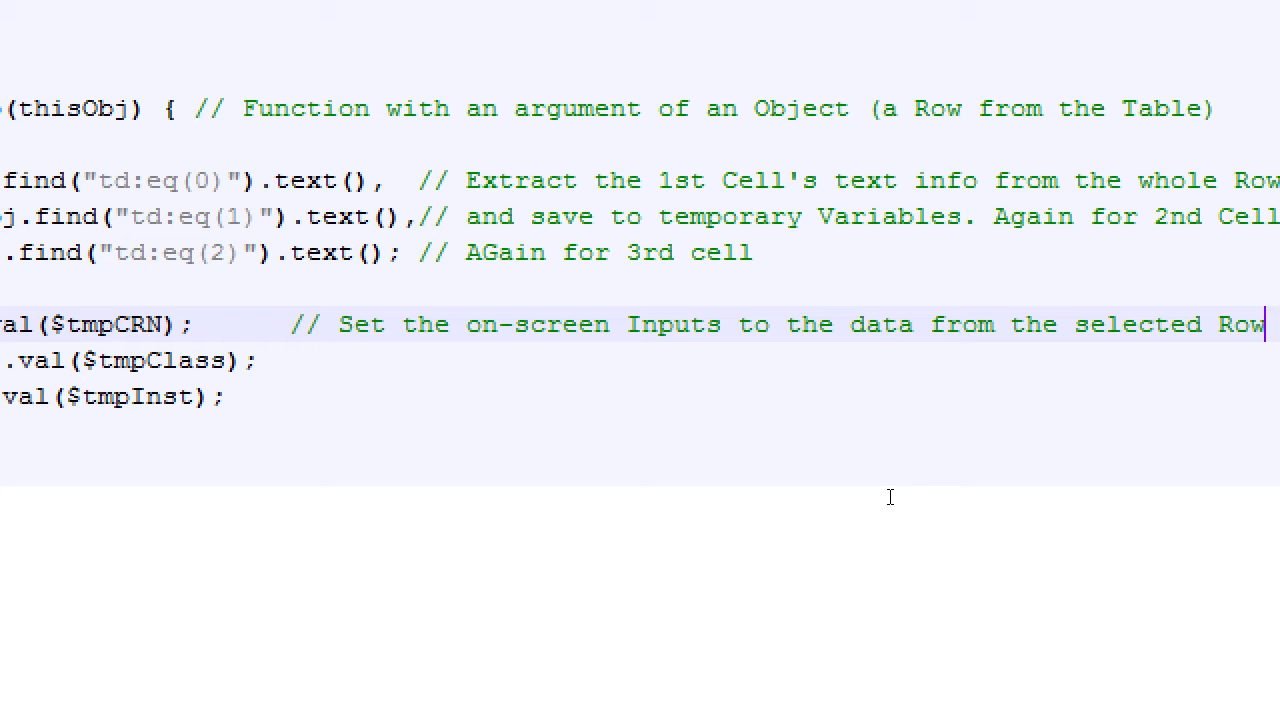 (thisObj) { // Function with an argument of an Object (a Row from the Table)
.find("td:eq(0)").text(),  // Extract the 1st Cell's text info from the whole Row
j.find("td:eq(1)").text(),// and save to temporary Variables. Again for 2nd Cell
.find("td:eq(2)").text(); // AGain for 3rd cell
val($tmpCRN);      // Set the on-screen Inputs to the data from the selected Row
.val($tmpClass);
val($tmpInst);